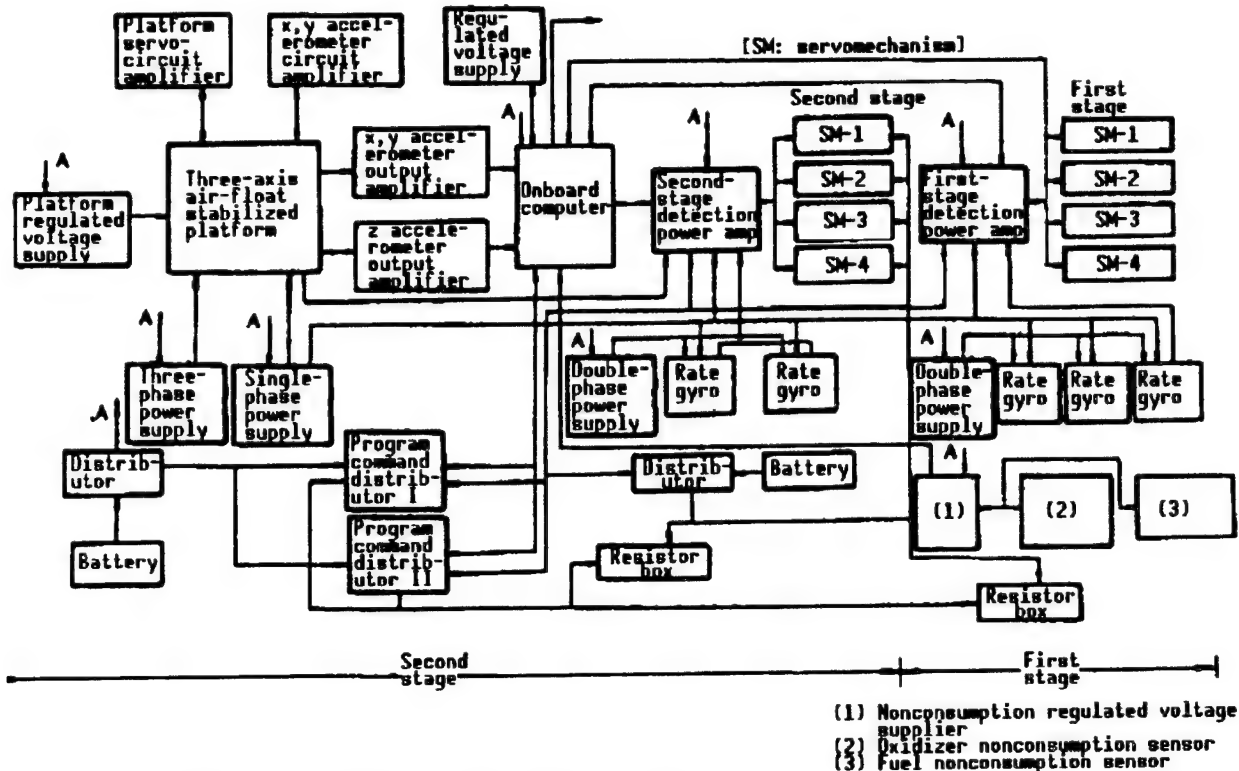 Platform
servo-
circuit
amplifier
x,y accel-
erometer
circuit
amplifier
Regu-
lated
voltage
supply
[SM: servomechanism]
A
Second stage
First
stage
A
SM-1
A
SM-1
A
Three-axis
air-float
stabilized
platform
x,y accel-
erometer
output
amplifier
Onboard
computer
Second-
stage
detection
power amp
SM-2
First-
stage
detection
power amp
SM-2
Platform
regulated
voltage
supply
SM-3
SM-3
z accele-
rometer
output
amplifier
SM-4
SM-4
A
A
A
A
Three-
phase
power
supply
Single-
phase
power
supply
Double-
phase
power
supply
Rate
gyro
Rate
gyro
Double-
phase
power
supply
Rate
gyro
Rate
gyro
Rate
gyro
A
Distrib-
utor
Program
command
distrib-
utor I
Distrib-
utor
Battery
A
(1)
(2)
(3)
Battery
Program
command
distrib-
utor II
Resistor
box
Resistor
box
Second
stage
First
stage
(1) Nonconsumption regulated voltage
supplier
(2) Oxidizer nonconsumption sensor
(3) Fuel nonconsumption sensor